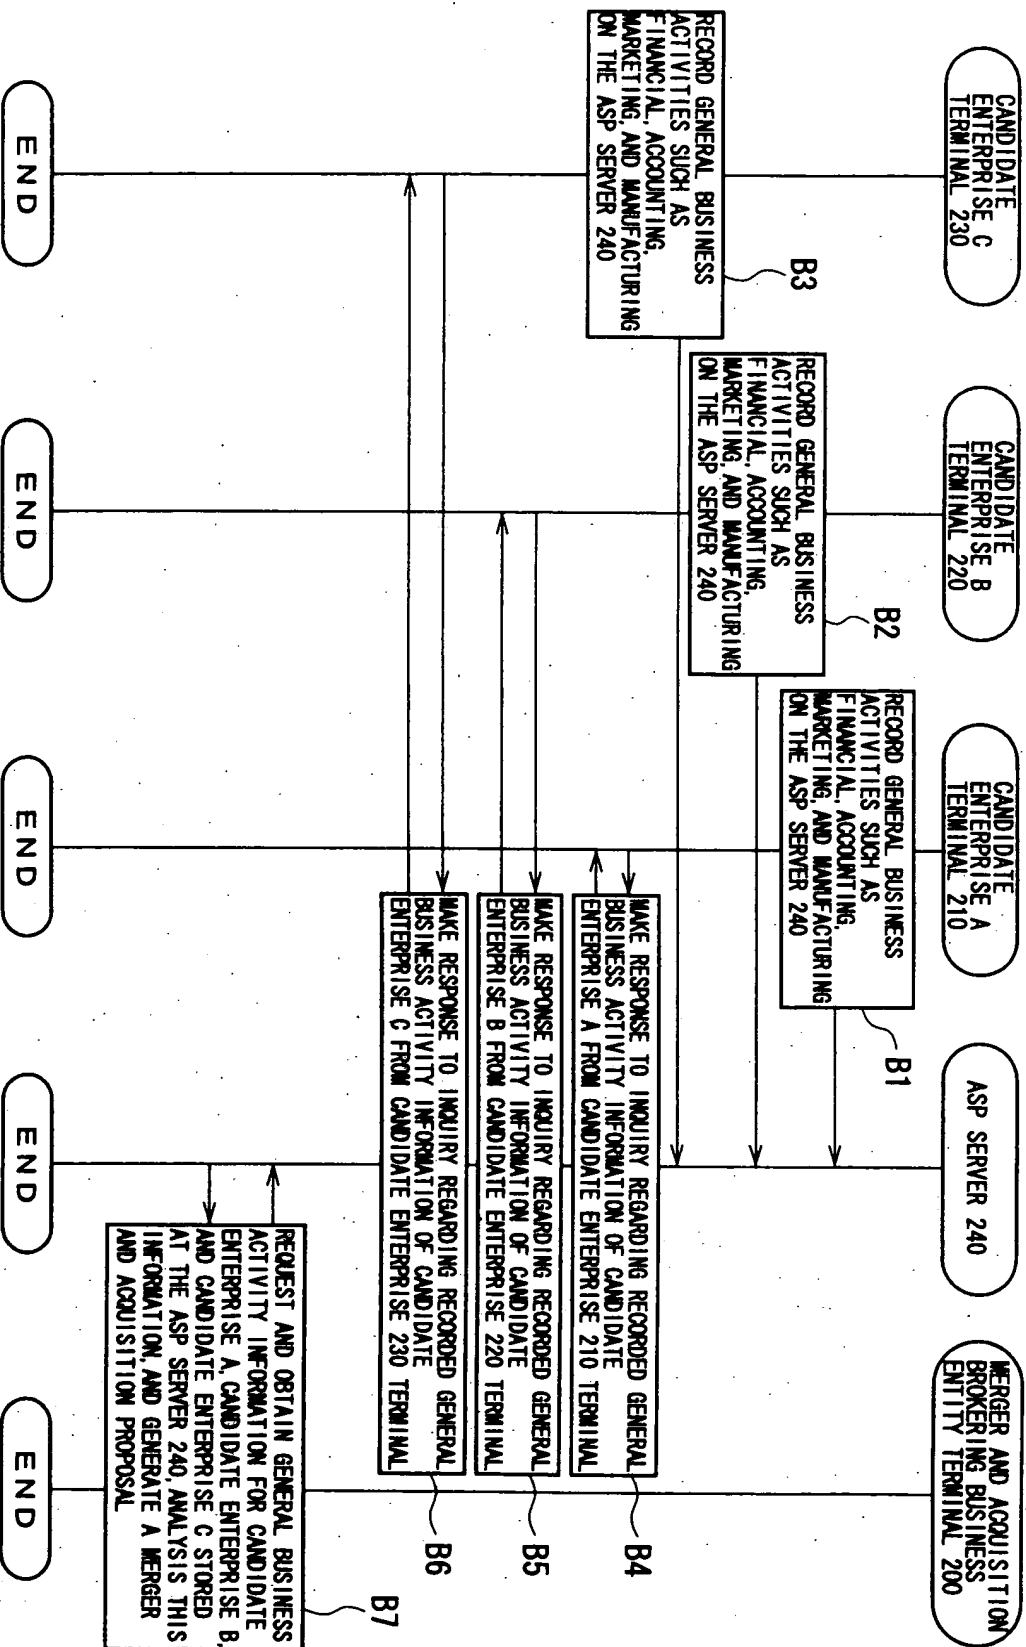 CANDIDATE
ENTERPRISE C
TERMINAL 230
CANDIDATE
ENTERPRISE B
TERMINAL 220
CANDIDATE
ENTERPRISE A
TERMINAL 210
ASP SERVER 240
MERGER AND ACQUISITION
BROKERING BUSINESS
ENTITY TERMINAL 200
B1
RECORD GENERAL BUSINESS
ACTIVITIES SUCH AS
FINANCIAL, ACCOUNTING,
MARKETING, AND MANUFACTURING
ON THE ASP SERVER 240
B2
RECORD GENERAL BUSINESS
ACTIVITIES SUCH AS
FINANCIAL, ACCOUNTING,
MARKETING, AND MANUFACTURING
ON THE ASP SERVER 240
B3
RECORD GENERAL BUSINESS
ACTIVITIES SUCH AS
FINANCIAL, ACCOUNTING,
MARKETING, AND MANUFACTURING
ON THE ASP SERVER 240
MAKE RESPONSE TO INQUIRY REGARDING RECORDED GENERAL
BUSINESS ACTIVITY INFORMATION OF CANDIDATE
ENTERPRISE A FROM CANDIDATE ENTERPRISE 210 TERMINAL
B4
MAKE RESPONSE TO INQUIRY REGARDING RECORDED GENERAL
BUSINESS ACTIVITY INFORMATION OF CANDIDATE
ENTERPRISE B FROM CANDIDATE ENTERPRISE 220 TERMINAL
B5
MAKE RESPONSE TO INQUIRY REGARDING RECORDED GENERAL
BUSINESS ACTIVITY INFORMATION OF CANDIDATE
ENTERPRISE C FROM CANDIDATE ENTERPRISE 230 TERMINAL
B6
REQUEST AND OBTAIN GENERAL BUSINESS
ACTIVITY INFORMATION FOR CANDIDATE
ENTERPRISE A, CANDIDATE ENTERPRISE B,
AND CANDIDATE ENTERPRISE C STORED
AT THE ASP SERVER 240, ANALYSIS THIS
INFORMATION, AND GENERATE A MERGER
AND ACQUISITION PROPOSAL
B7
END
END
END
END
END